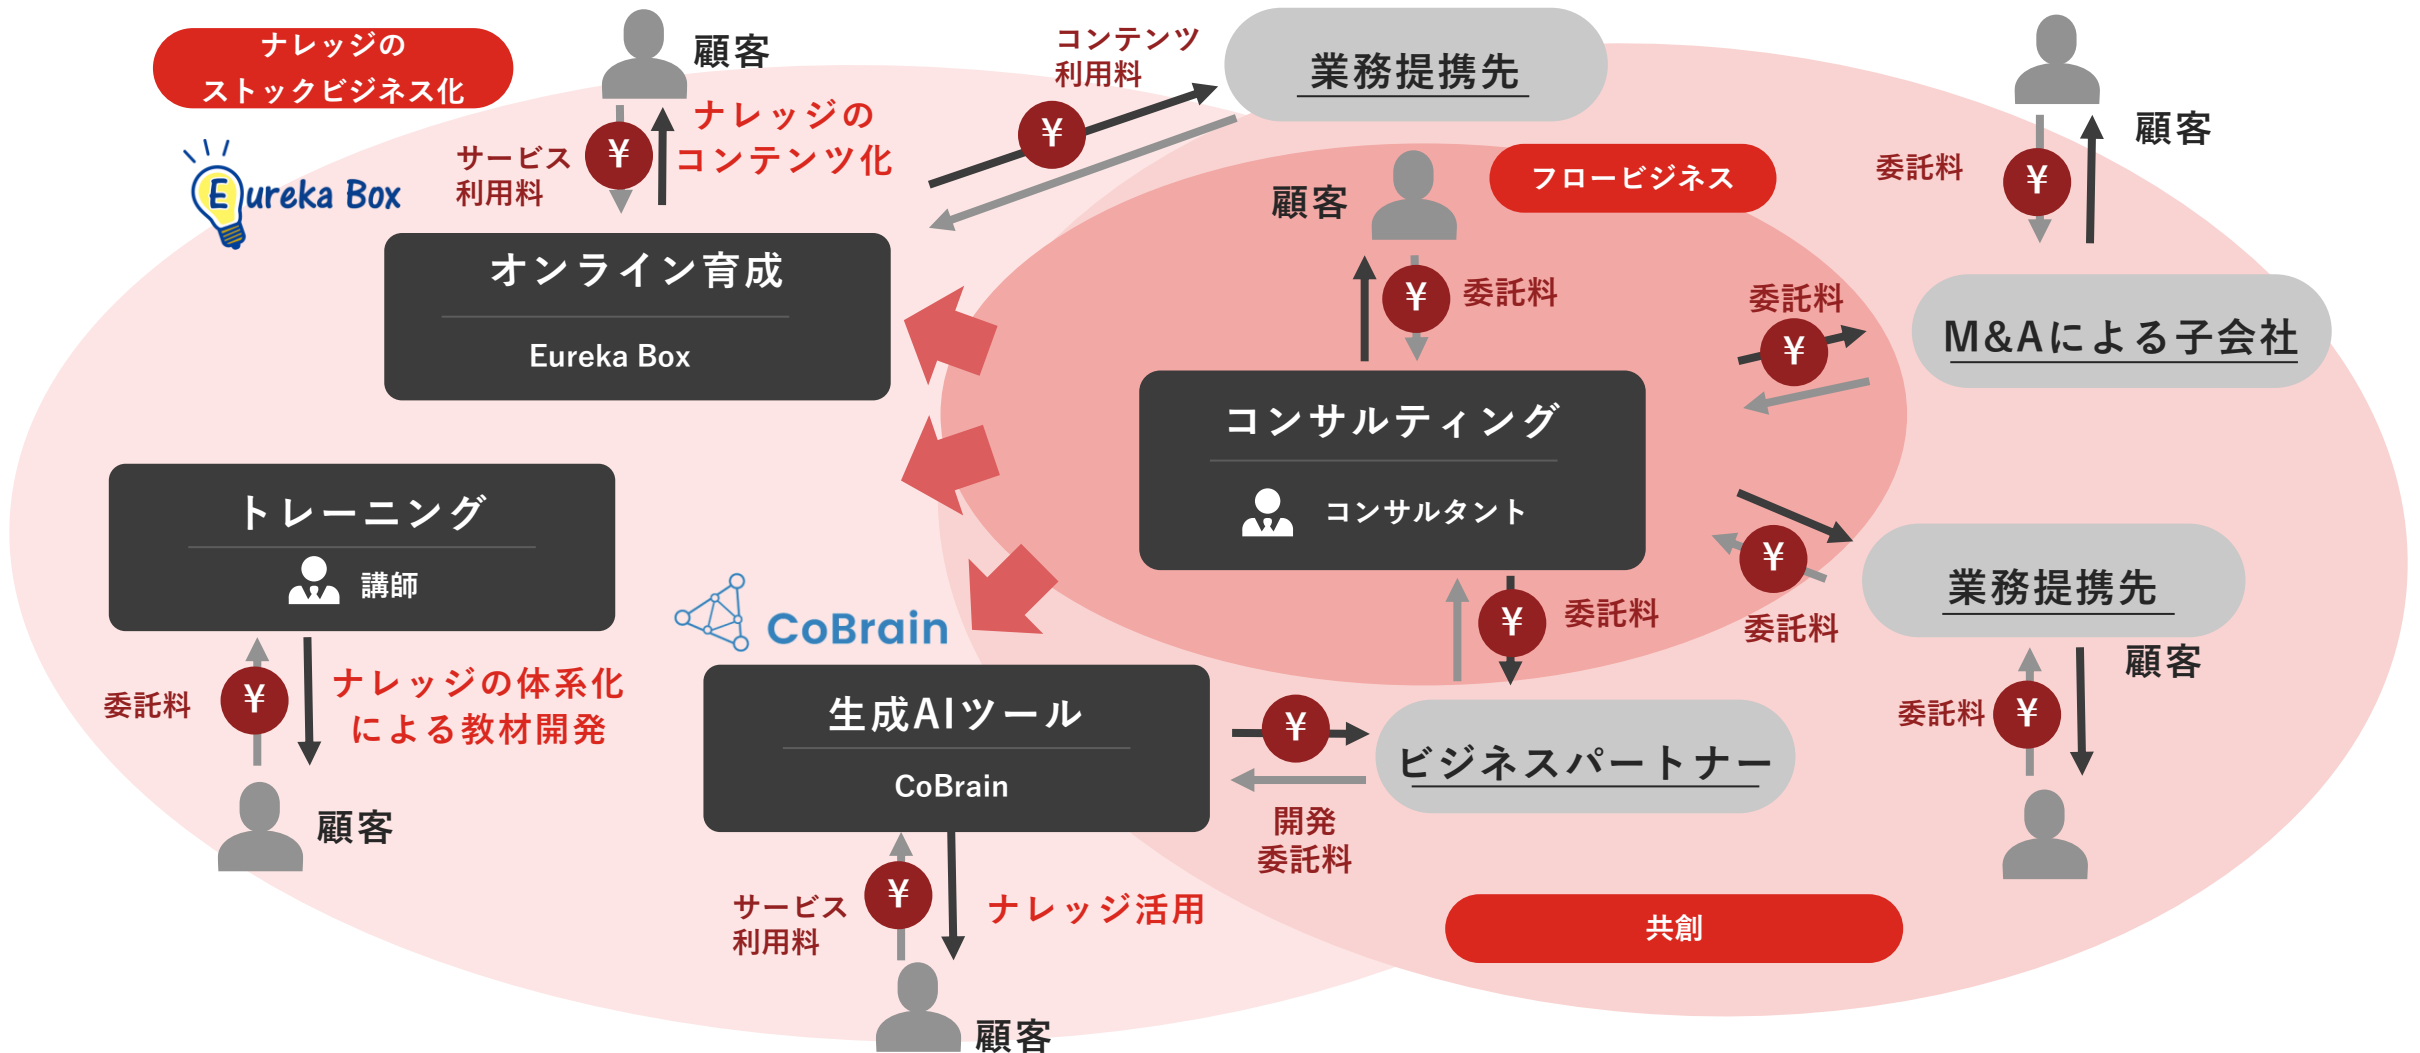 ナレッジの
ストックビジネス化
Eureka Box
顧客
サービス
利用料
¥
ナレッジの
コンテンツ化
コンテンツ
利用料
¥
業務提携先
オンライン育成
Eureka Box
フロービジネス
顧客
¥
委託料
コンサルティング
コンサルタント
顧客
委託料
¥
委託料
¥
M&Aによる子会社
トレーニング
講師
委託料
¥
ナレッジの体系化
による教材開発
顧客
CoBrain
生成AIツール
CoBrain
サービス
利用料
¥
ナレッジ活用
顧客
¥
委託料
¥
開発
委託料
ビジネスパートナー
¥
委託料
業務提携先
顧客
委託料
¥
共創